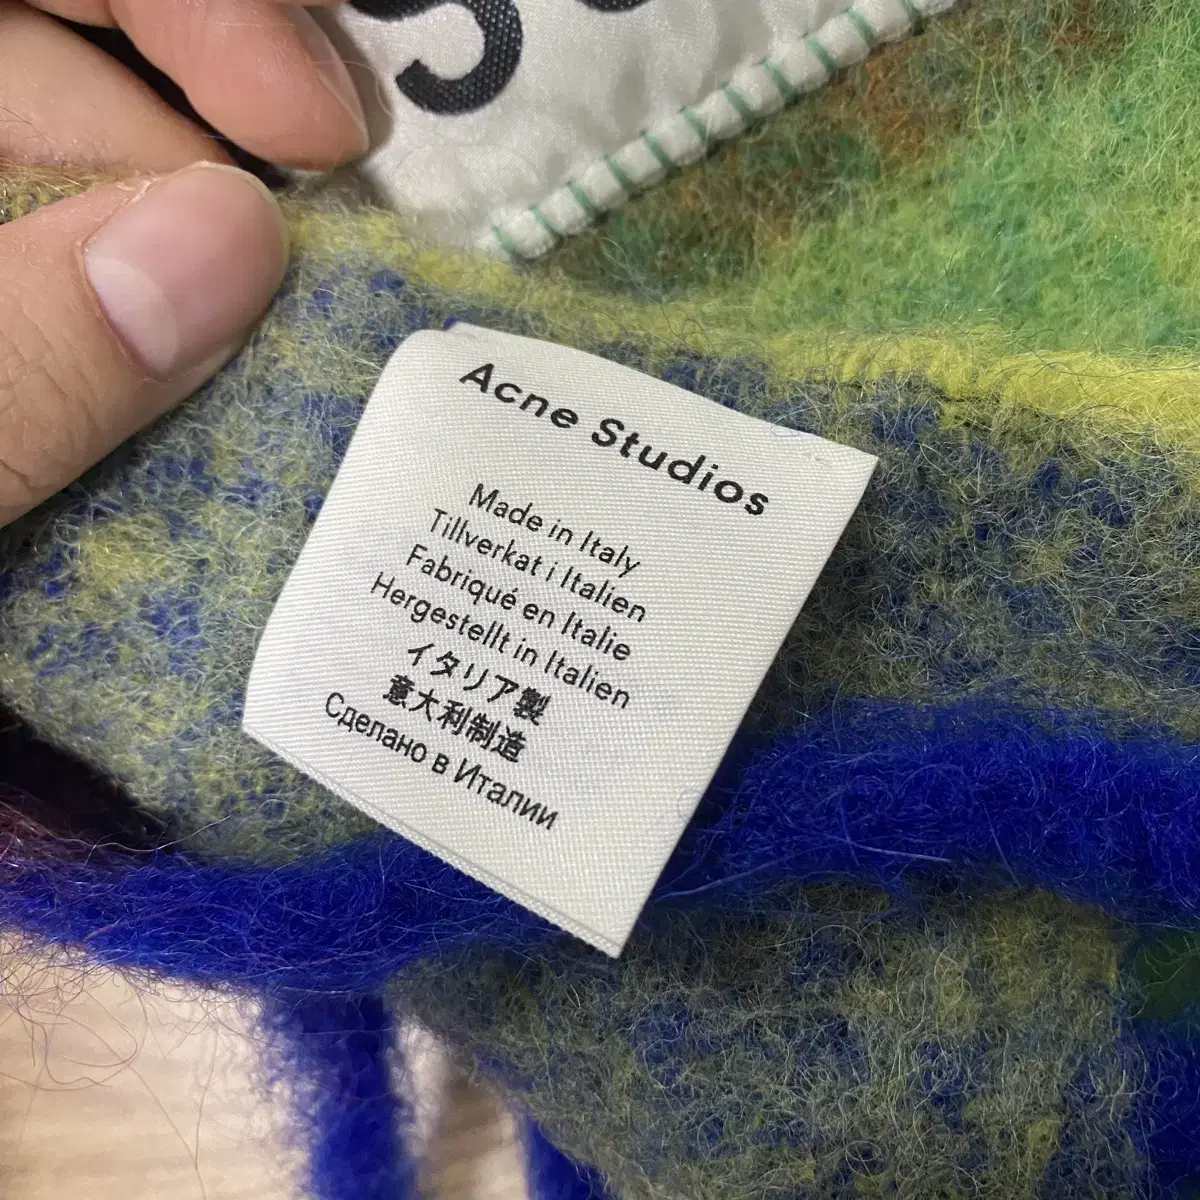 Acne Studios
Made in Italy
Tillverkat i Italien
Fabriqué en Italie
Hergestellt in Italien
イタリア製
意大利制造
Сделано в Италии